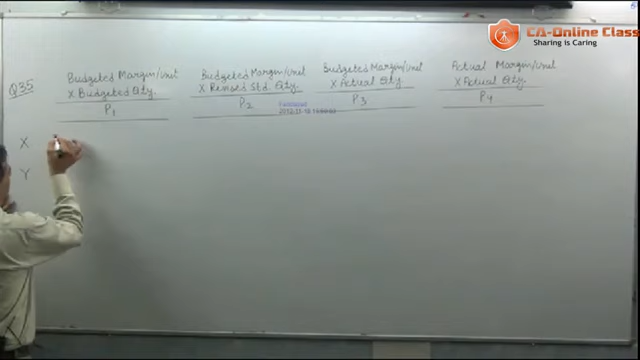 CA-Online Class
Sharing is Caring
Q35
Budgeted Margin/Unit
X Budgeted Qty.
P1
Budgeted Margin/Unit
X Revised Std Qty.
P2
Budgeted Margin/Unit
X Actual Qty
P3
Actual Margin/Unit
X Actual Qty
P4
X
Y